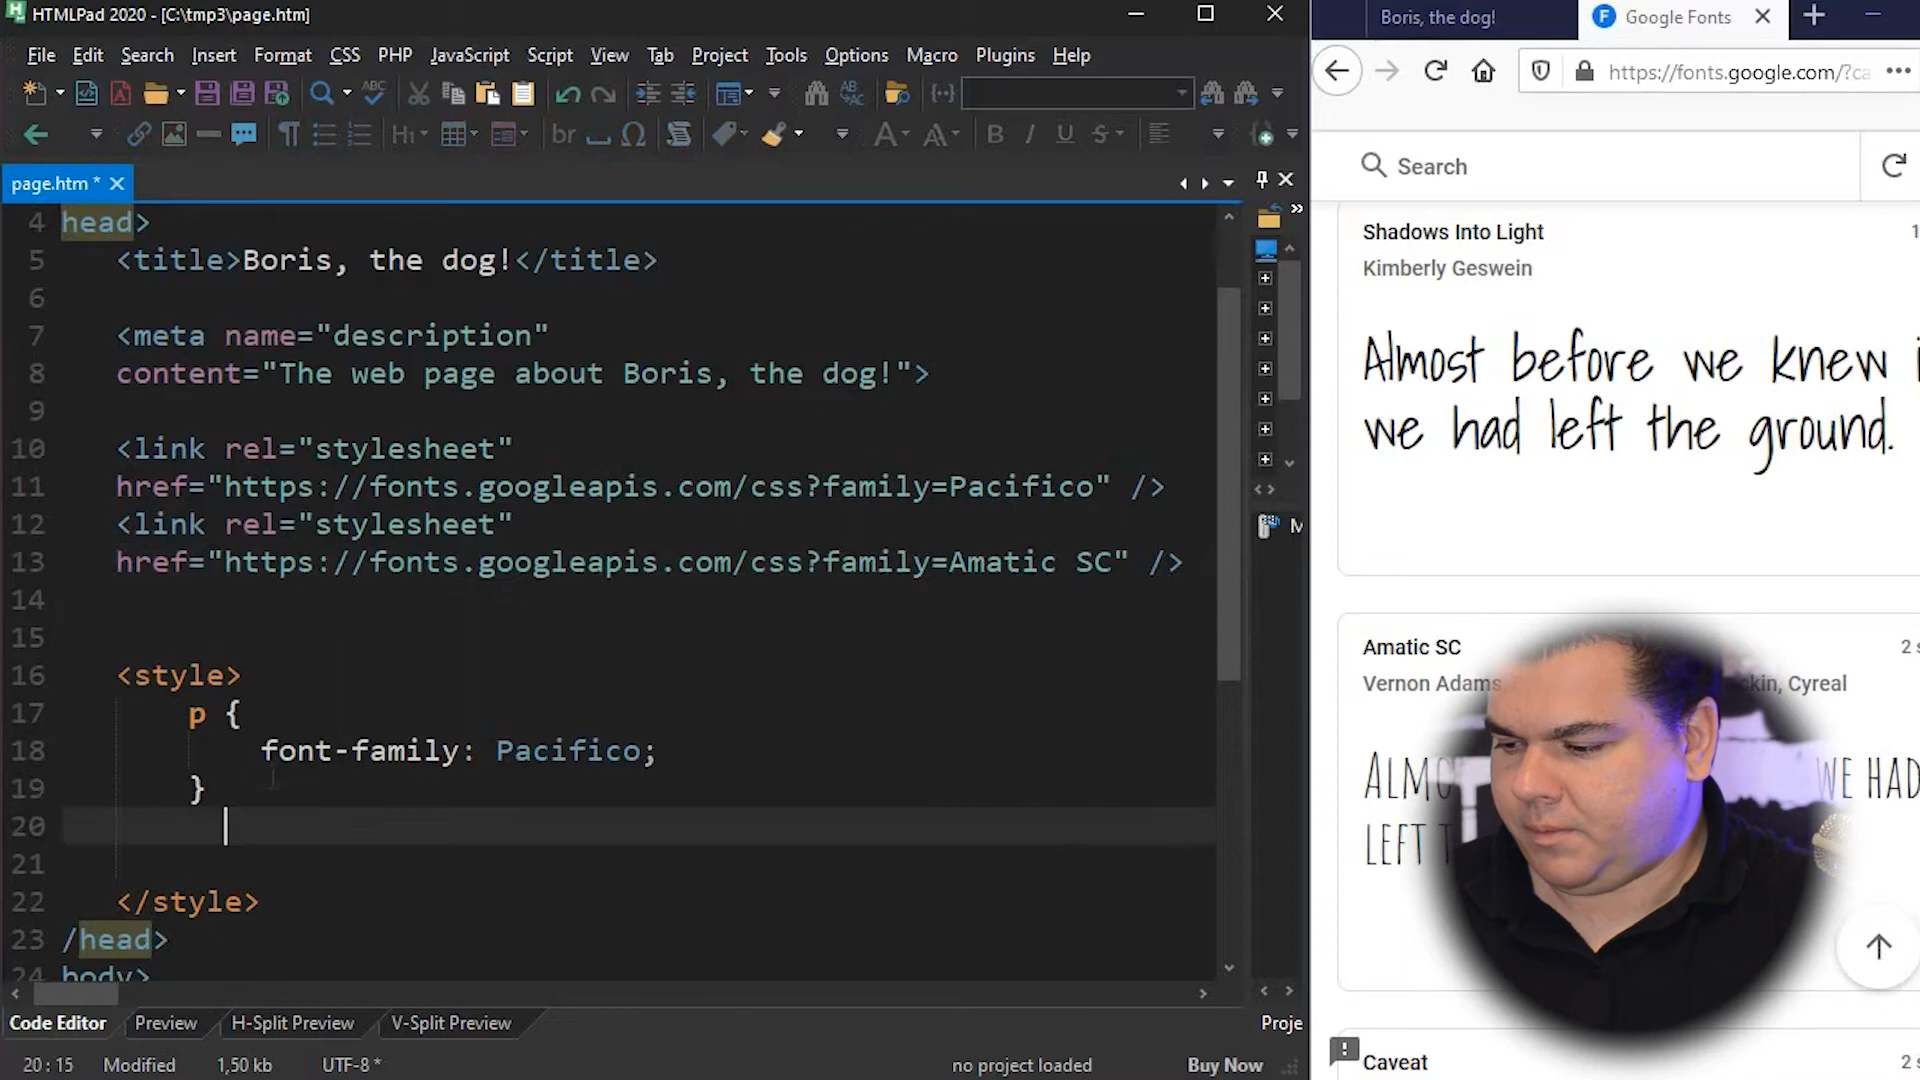 HTMLPad 2020 - [C:\tmp3\page.htm]
File Edit Search Insert Format CSS PHP JavaScript Script View Tab Project Tools Options Macro Plugins Help
page.htm *
4 head>
5 <title>Boris, the dog!</title>
6
7 <meta name="description"
8 content="The web page about Boris, the dog!">
9
10 <link rel="stylesheet"
11 href="https://fonts.googleapis.com/css?family=Pacifico" />
12 <link rel="stylesheet"
13 href="https://fonts.googleapis.com/css?family=Amatic SC" />
14
15
16 <style>
17 p {
18 font-family: Pacifico;
19 }
20
21
22 </style>
23 /head>
24 body>
Code Editor Preview H-Split Preview V-Split Preview
20 : 15 Modified 1,50 kb UTF-8 * no project loaded Buy Now
Proje
Boris, the dog! Google Fonts
https://fonts.google.com/?ca
Search
Shadows Into Light
Kimberly Geswein
Almost before we knew i
we had left the ground.
Amatic SC 2 s
Vernon Adams kin, Cyreal
ALMO WE HAD
LEFT T
Caveat 2 s